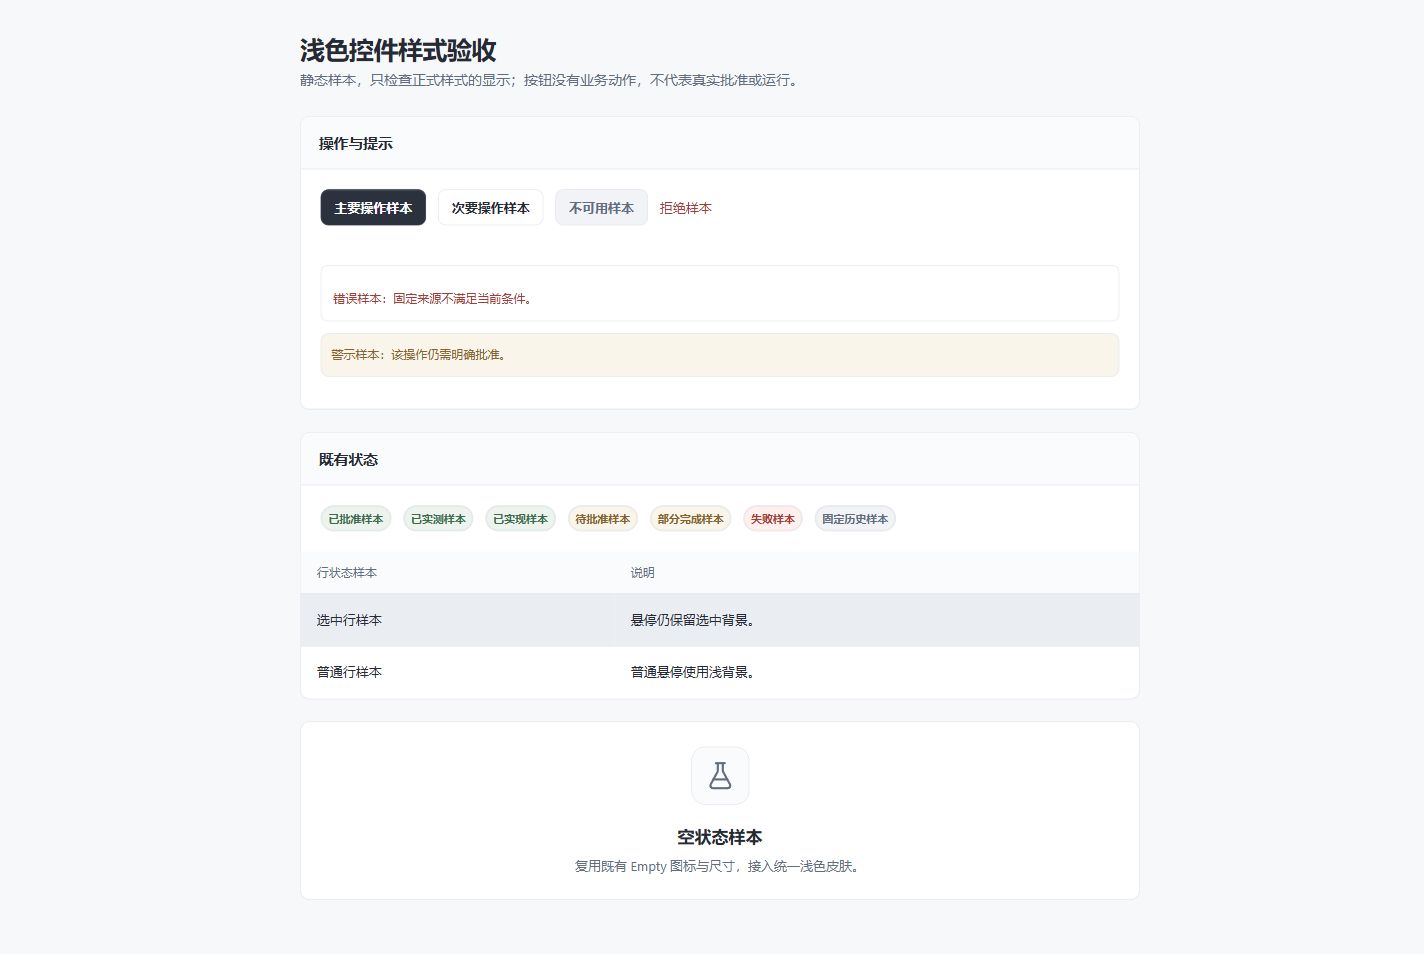 浅色控件样式验收
静态样本，只检查正式样式的显示；按钮没有业务动作，不代表真实批准或运行。
操作与提示
主要操作样本 次要操作样本 不可用样本 拒绝样本
错误样本：固定来源不满足当前条件。
警示样本：该操作仍需明确批准。
既有状态
已批准样本 已实测样本 已实现样本 待批准样本 部分完成样本 失败样本 固定历史样本
行状态样本 说明
选中行样本 悬停仍保留选中背景。
普通行样本 普通悬停使用浅背景。
空状态样本
复用既有 Empty 图标与尺寸，接入统一浅色皮肤。